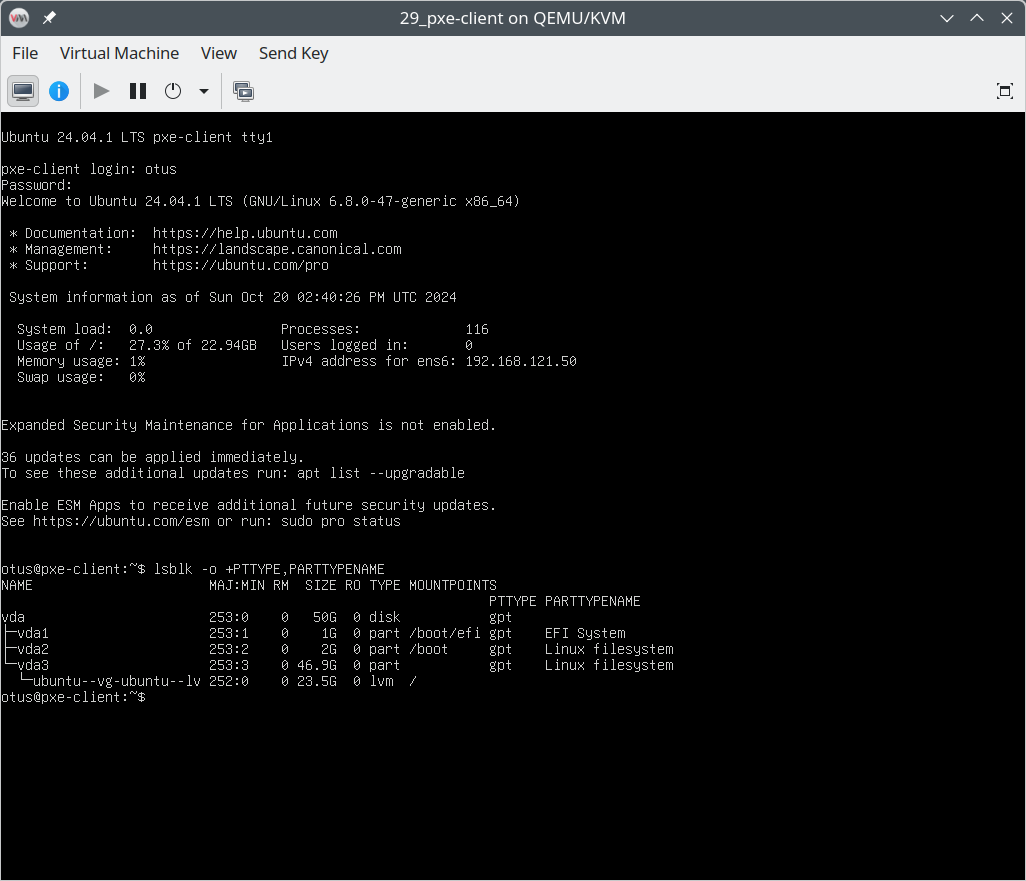 29_pxe-client on QEMU/KVM
File Virtual Machine View Send Key
Ubuntu 24.04.1 LTS pxe-client tty1
pxe-client login: otus
Password:
Welcome to Ubuntu 24.04.1 LTS (GNU/Linux 6.8.0-47-generic x86_64)
* Documentation: https://help.ubuntu.com
* Management: https://landscape.canonical.com
* Support: https://ubuntu.com/pro
System information as of Sun Oct 20 02:40:26 PM UTC 2024
System load: 0.0 Processes: 116
Usage of /: 27.3% of 22.94GB Users logged in: 0
Memory usage: 1% IPv4 address for ens6: 192.168.121.50
Swap usage: 0%
Expanded Security Maintenance for Applications is not enabled.
36 updates can be applied immediately.
To see these additional updates run: apt list --upgradable
Enable ESM Apps to receive additional future security updates.
See https://ubuntu.com/esm or run: sudo pro status
otus@pxe-client:~$ lsblk -o +PTTYPE,PARTTYPENAME
NAME MAJ:MIN RM SIZE RO TYPE MOUNTPOINTS
PTTYPE PARTTYPENAME
vda 253:0 0 50G 0 disk gpt
├─vda1 253:1 0 1G 0 part /boot/efi gpt EFI System
├─vda2 253:2 0 2G 0 part /boot gpt Linux filesystem
└─vda3 253:3 0 46.9G 0 part gpt Linux filesystem
└─ubuntu--vg-ubuntu--lv 252:0 0 23.5G 0 lvm /
otus@pxe-client:~$